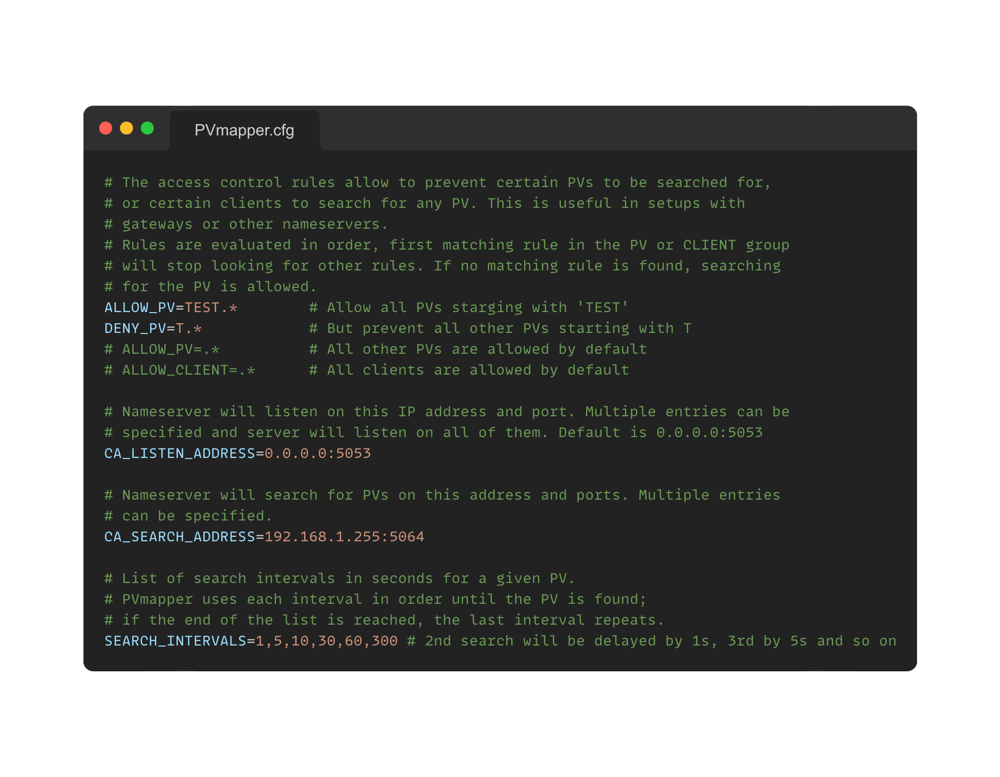 PVmapper.cfg
# The access control rules allow to prevent certain PVs to be searched for,
# or certain clients to search for any PV. This is useful in setups with
# gateways or other nameservers.
# Rules are evaluated in order, first matching rule in the PV or CLIENT group
# will stop looking for other rules. If no matching rule is found, searching
# for the PV is allowed.
ALLOW_PV=TEST.*        # Allow all PVs starging with 'TEST'
DENY_PV=T.*            # But prevent all other PVs starting with T
# ALLOW_PV=.*          # All other PVs are allowed by default
# ALLOW_CLIENT=.*      # All clients are allowed by default
# Nameserver will listen on this IP address and port. Multiple entries can be
# specified and server will listen on all of them. Default is 0.0.0.0:5053
CA_LISTEN_ADDRESS=0.0.0.0:5053
# Nameserver will search for PVs on this address and ports. Multiple entries
# can be specified.
CA_SEARCH_ADDRESS=192.168.1.255:5064
# List of search intervals in seconds for a given PV.
# PVmapper uses each interval in order until the PV is found;
# if the end of the list is reached, the last interval repeats.
SEARCH_INTERVALS=1,5,10,30,60,300 # 2nd search will be delayed by 1s, 3rd by 5s and so on